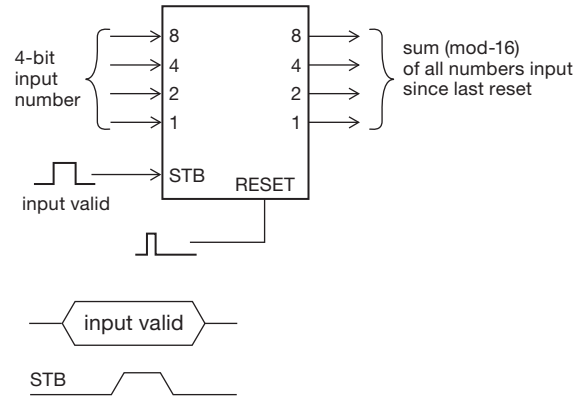 4-bit
input
number
8
4
2
1
8
4
2
1
sum (mod-16)
of all numbers input
since last reset
STB
RESET
input valid
input valid
STB